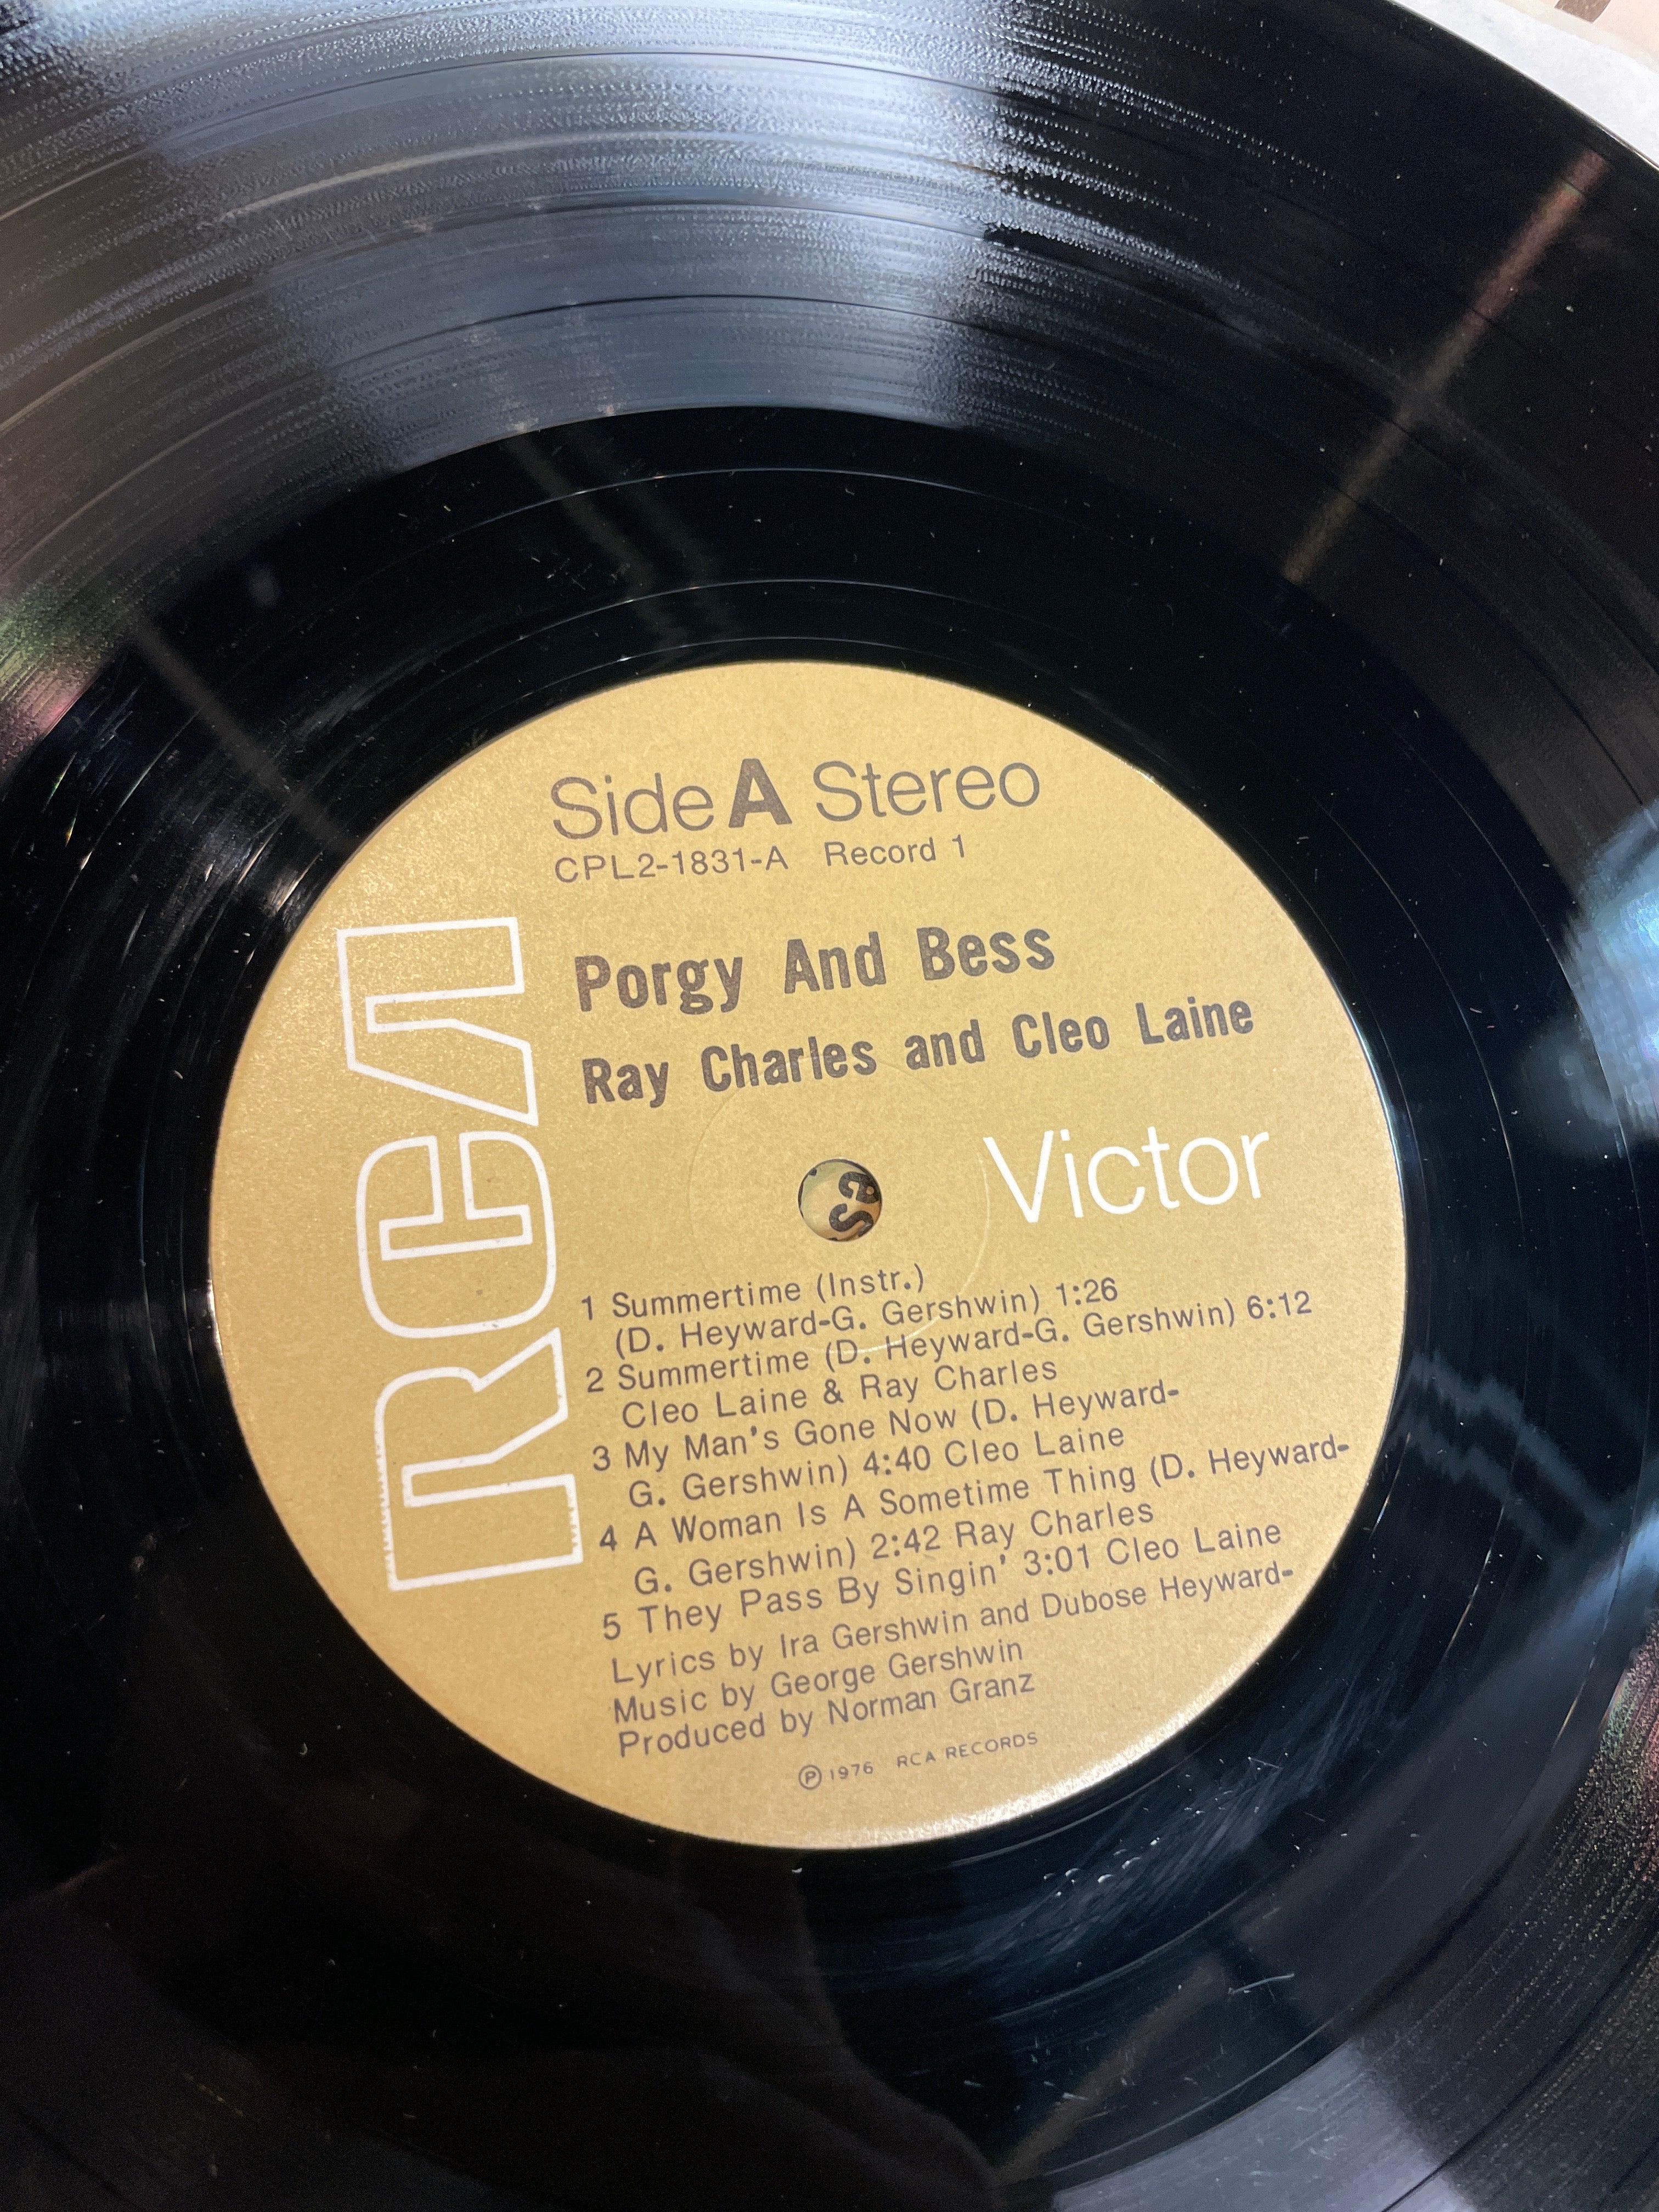 Side A Stereo
CPL2-1831-A Record 1
Porgy And Bess
Ray Charles and Cleo Laine
RCA
Victor
es
1 Summertime (Instr.)
(D. Heyward-G. Gershwin) 1:26
2 Summertime (D. Heyward-G. Gershwin) 6:12
Cleo Laine & Ray Charles
3 My Man's Gone Now (D. Heyward-
G. Gershwin) 4:40 Cleo Laine
4 A Woman Is A Sometime Thing (D. Heyward-
G. Gershwin) 2:42 Ray Charles
5 They Pass By Singin' 3:01 Cleo Laine
Lyrics by Ira Gershwin and Dubose Heyward-
Music by George Gershwin
Produced by Norman Granz
℗ 1976 RCA RECORDS